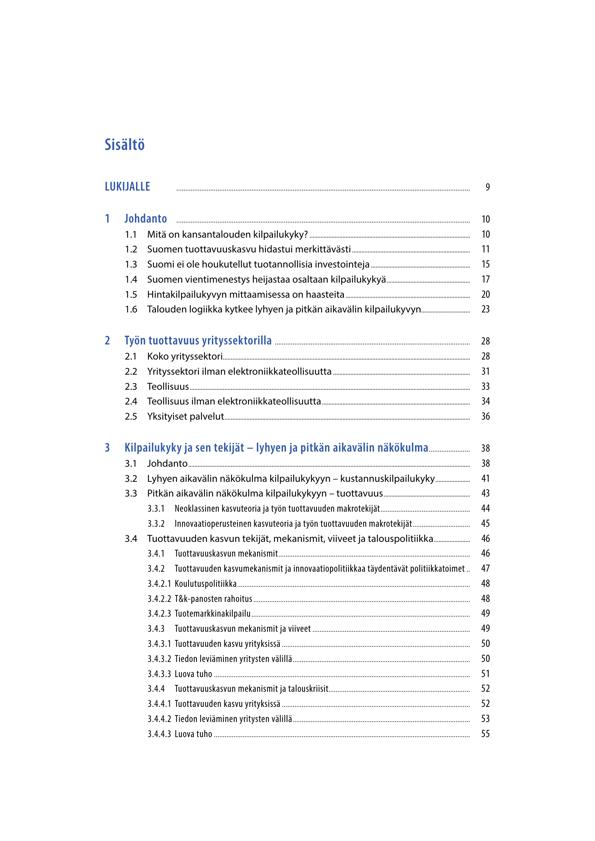 Sisältö
LUKIJALLE 9
1 Johdanto 10
1.1 Mitä on kansantalouden kilpailukyky? 10
1.2 Suomen tuottavuuskasvu hidastui merkittävästi 11
1.3 Suomi ei ole houkutellut tuotannollisia investointeja 15
1.4 Suomen vientimenestys heijastaa osaltaan kilpailukykyä 17
1.5 Hintakilpailukyvyn mittaamisessa on haasteita 20
1.6 Talouden logiikka kytkee lyhyen ja pitkän aikavälin kilpailukyvyn 23
2 Työn tuottavuus yrityssektorilla 28
2.1 Koko yrityssektori 28
2.2 Yrityssektori ilman elektroniikkateollisuutta 31
2.3 Teollisuus 33
2.4 Teollisuus ilman elektroniikkateollisuutta 34
2.5 Yksityiset palvelut 36
3 Kilpailukyky ja sen tekijät – lyhyen ja pitkän aikavälin näkökulma 38
3.1 Johdanto 38
3.2 Lyhyen aikavälin näkökulma kilpailukykyyn – kustannuskilpailukyky 41
3.3 Pitkän aikavälin näkökulma kilpailukykyyn – tuottavuus 43
3.3.1 Neoklassinen kasvuteoria ja työn tuottavuuden makrotekijät 44
3.3.2 Innovaatioperusteinen kasvuteoria ja työn tuottavuuden makrotekijät 45
3.4 Tuottavuuden kasvun tekijät, mekanismit, viiveet ja talouspolitiikka 46
3.4.1 Tuottavuuskasvun mekanismit 46
3.4.2 Tuottavuuden kasvumekanismit ja innovaatiopolitiikkaa täydentävät politiikkatoimet .. 47
3.4.2.1 Koulutuspolitiikka 48
3.4.2.2 T&k-panosten rahoitus 48
3.4.2.3 Tuotemarkkinakilpailu 49
3.4.3 Tuottavuuskasvun mekanismit ja viiveet 49
3.4.3.1 Tuottavuuden kasvu yrityksissä 50
3.4.3.2 Tiedon leviäminen yritysten välillä 50
3.4.3.3 Luova tuho 51
3.4.4 Tuottavuuskasvun mekanismit ja talouskriisit 52
3.4.4.1 Tuottavuuden kasvu yrityksissä 52
3.4.4.2 Tiedon leviäminen yritysten välillä 53
3.4.4.3 Luova tuho 55